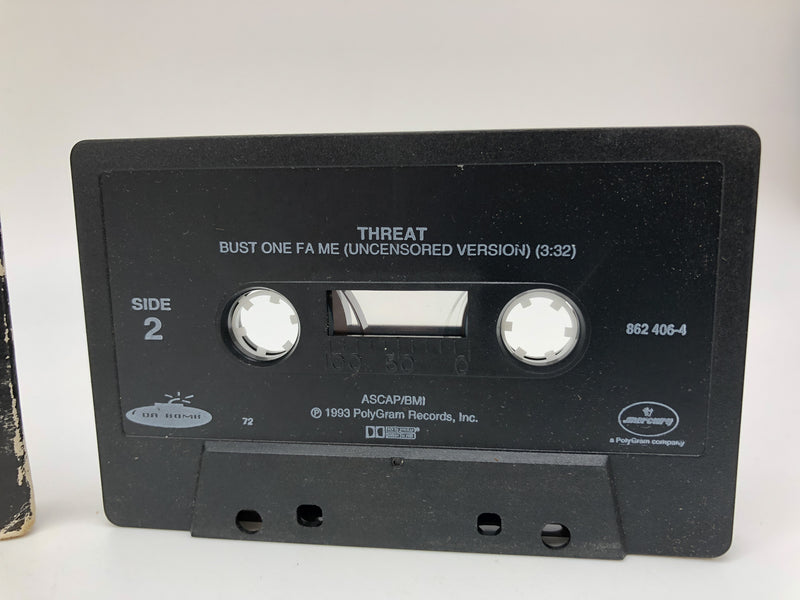 THREAT
BUST ONE FA ME (UNCENSORED VERSION) (3:32)
SIDE
2
862 406-4
100 50 0
ASCAP/BMI
℗ 1993 PolyGram Records, Inc.
DA BOMB
72
mercury
a PolyGram company